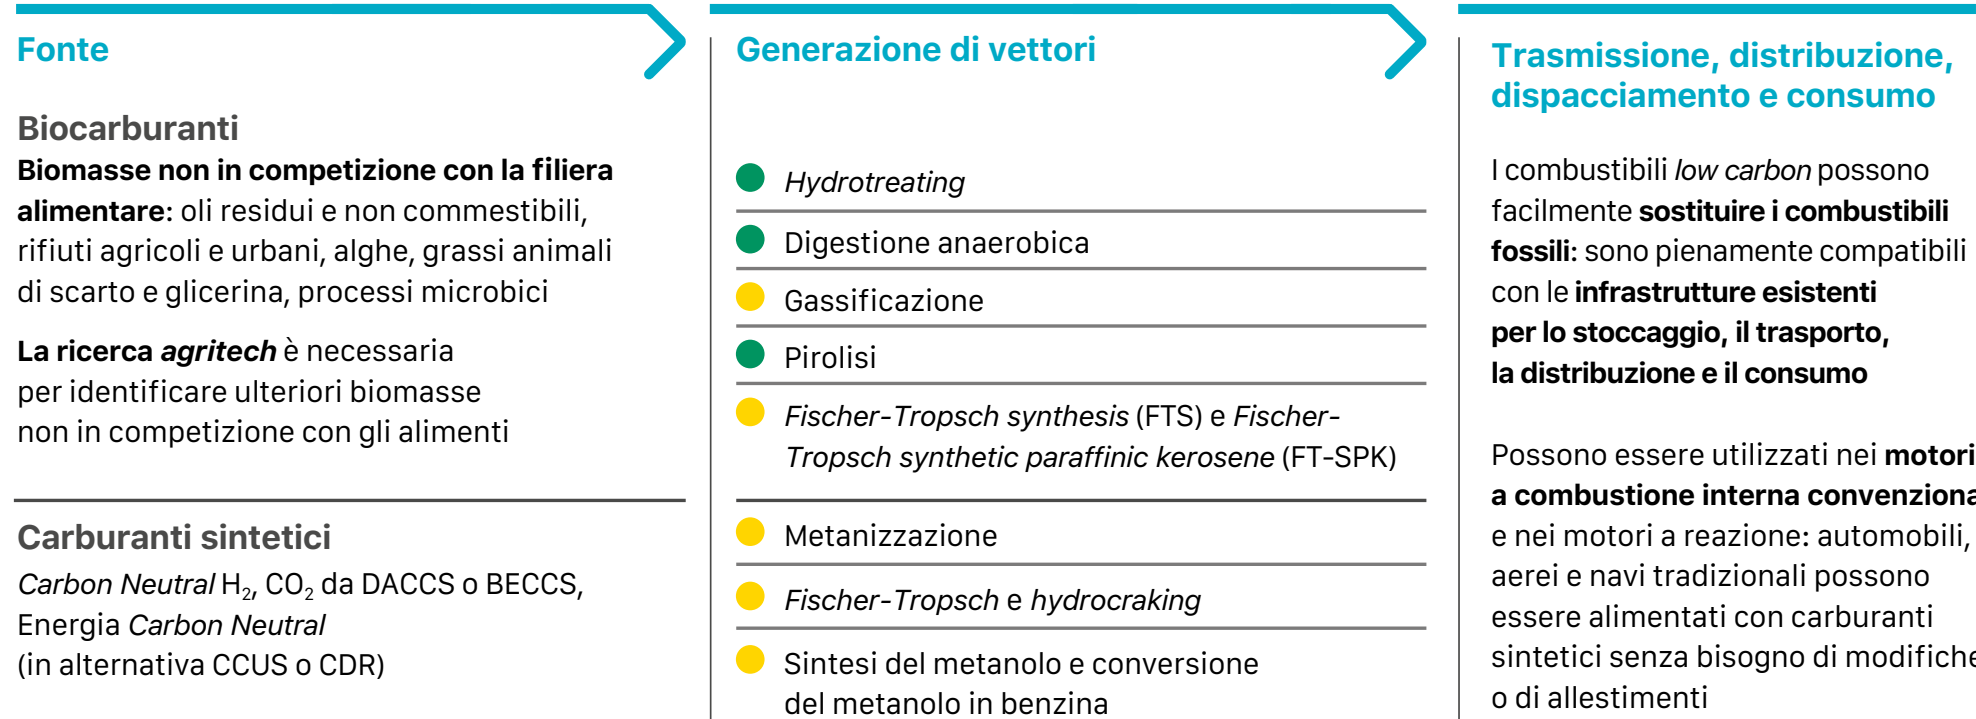 Fonte
Biocarburanti
Biomasse non in competizione con la filiera
alimentare: oli residui e non commestibili,
rifiuti agricoli e urbani, alghe, grassi animali
di scarto e glicerina, processi microbici
La ricerca agritech è necessaria
per identificare ulteriori biomasse
non in competizione con gli alimenti
Carburanti sintetici
Carbon Neutral H₂, CO₂ da DACCS o BECCS,
Energia Carbon Neutral
(in alternativa CCUS o CDR)
Generazione di vettori
Hydrotreating
Digestione anaerobica
Gassificazione
Pirolisi
Fischer-Tropsch synthesis (FTS) e Fischer-
Tropsch synthetic paraffinic kerosene (FT-SPK)
Metanizzazione
Fischer-Tropsch e hydrocraking
Sintesi del metanolo e conversione
del metanolo in benzina
Trasmissione, distribuzione,
dispacciamento e consumo
I combustibili low carbon possono
facilmente sostituire i combustibili
fossili: sono pienamente compatibili
con le infrastrutture esistenti
per lo stoccaggio, il trasporto,
la distribuzione e il consumo
Possono essere utilizzati nei motori
a combustione interna convenziona
e nei motori a reazione: automobili,
aerei e navi tradizionali possono
essere alimentati con carburanti
sintetici senza bisogno di modifiche
o di allestimenti